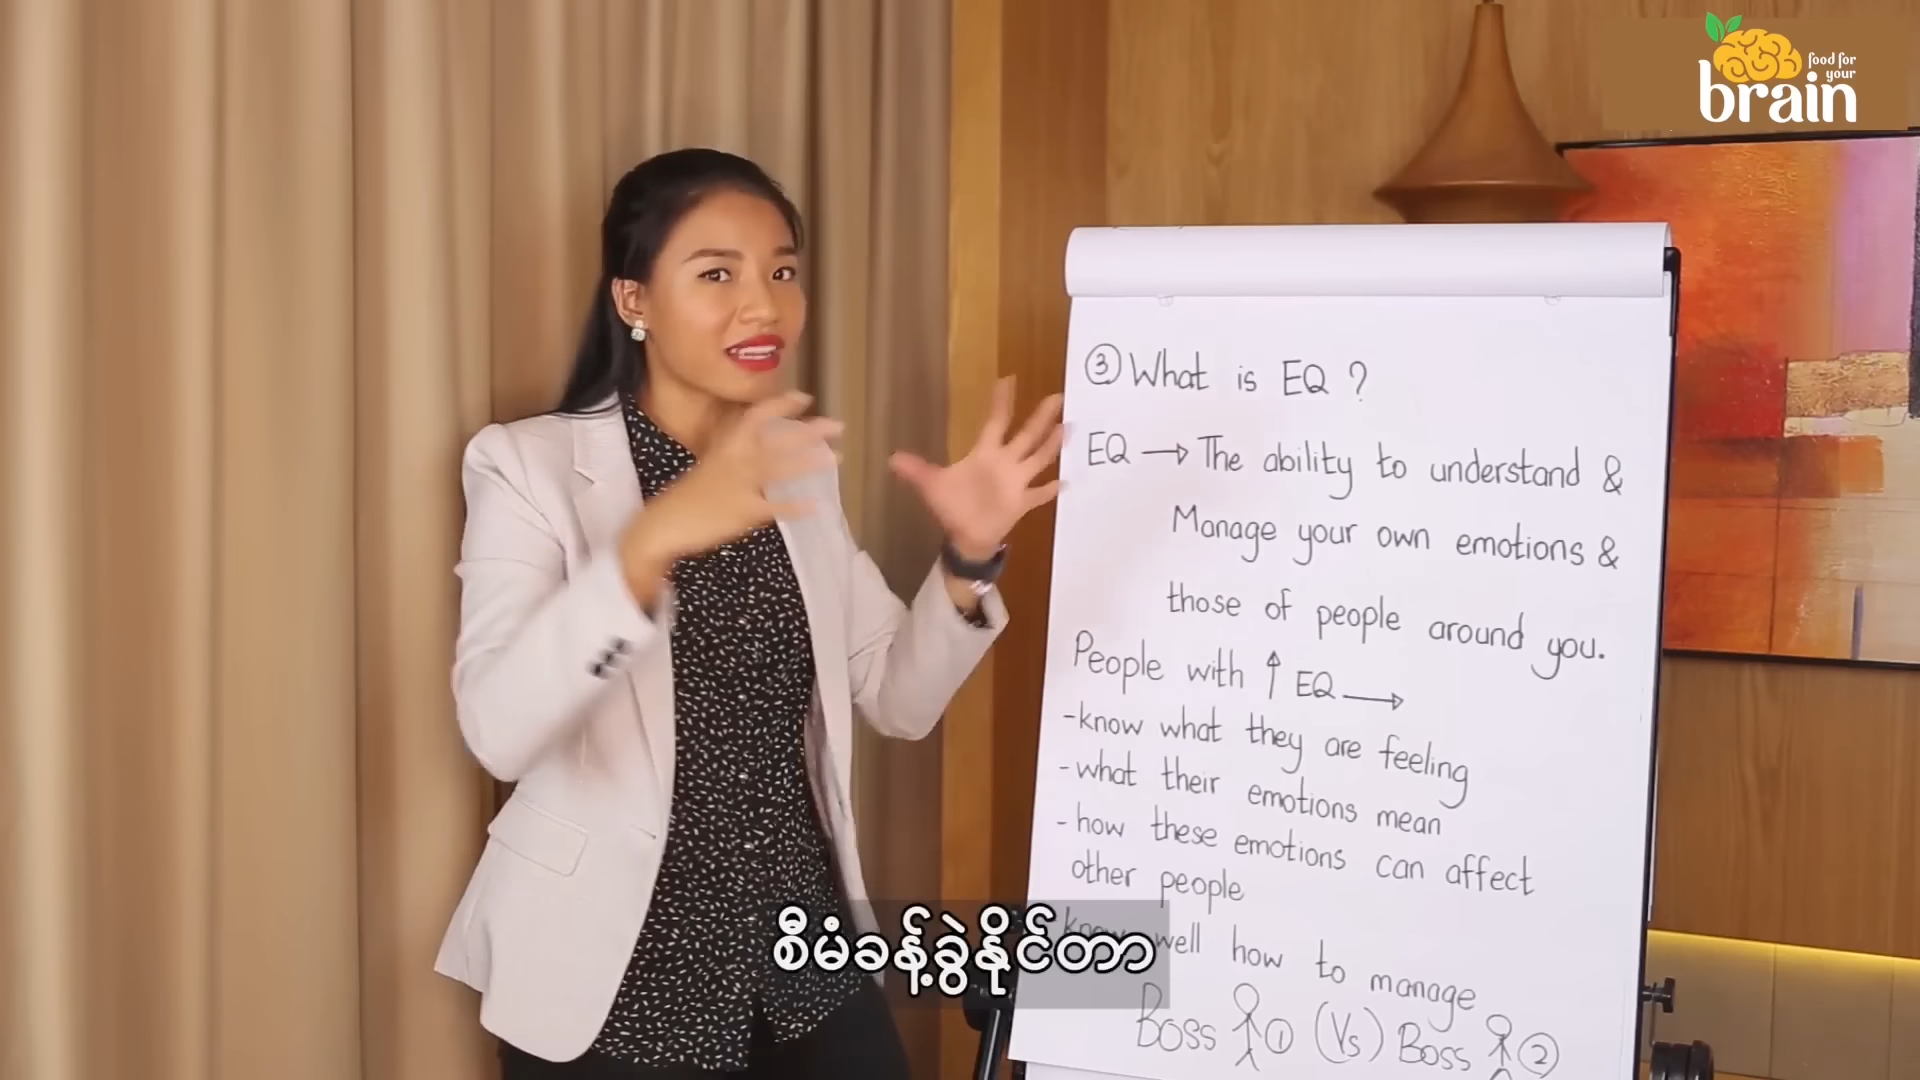 food for
your
brain
③ What is EQ ?
EQ → The ability to understand &
Manage your own emotions &
those of people around you.
People with ↑ EQ →
-know what they are feeling
-what their emotions mean
-how these emotions can affect
other people
know well how to manage
Boss ① (Vs) Boss ②
စီမံခန့်ခွဲနိုင်တာ